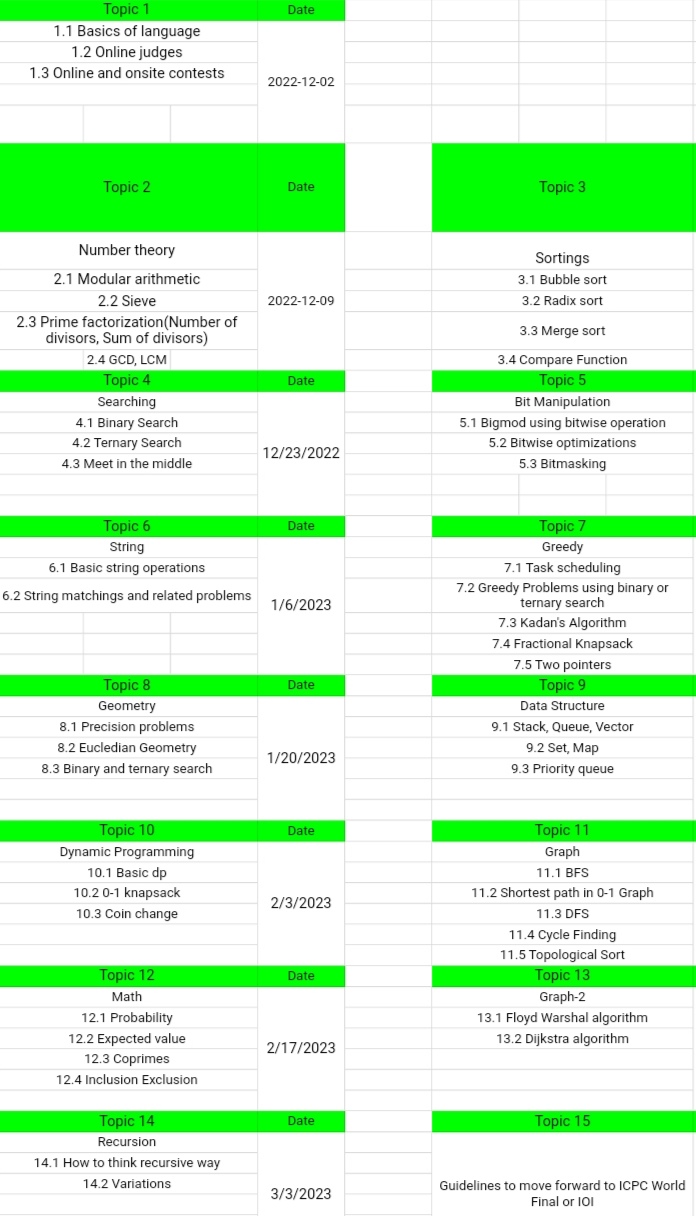 Topic 1 Date
1.1 Basics of language
1.2 Online judges
1.3 Online and onsite contests
2022-12-02
Topic 2 Date Topic 3
Number theory
2.1 Modular arithmetic
2.2 Sieve
2.3 Prime factorization(Number of
divisors, Sum of divisors)
2.4 GCD, LCM
2022-12-09
Sortings
3.1 Bubble sort
3.2 Radix sort
3.3 Merge sort
3.4 Compare Function
Topic 4 Date Topic 5
Searching
4.1 Binary Search
4.2 Ternary Search
4.3 Meet in the middle
12/23/2022
Bit Manipulation
5.1 Bigmod using bitwise operation
5.2 Bitwise optimizations
5.3 Bitmasking
Topic 6 Date Topic 7
String
6.1 Basic string operations
6.2 String matchings and related problems
1/6/2023
Greedy
7.1 Task scheduling
7.2 Greedy Problems using binary or
ternary search
7.3 Kadan's Algorithm
7.4 Fractional Knapsack
7.5 Two pointers
Topic 8 Date Topic 9
Geometry
8.1 Precision problems
8.2 Eucledian Geometry
8.3 Binary and ternary search
1/20/2023
Data Structure
9.1 Stack, Queue, Vector
9.2 Set, Map
9.3 Priority queue
Topic 10 Date Topic 11
Dynamic Programming
10.1 Basic dp
10.2 0-1 knapsack
10.3 Coin change
2/3/2023
Graph
11.1 BFS
11.2 Shortest path in 0-1 Graph
11.3 DFS
11.4 Cycle Finding
11.5 Topological Sort
Topic 12 Date Topic 13
Math
12.1 Probability
12.2 Expected value
12.3 Coprimes
12.4 Inclusion Exclusion
2/17/2023
Graph-2
13.1 Floyd Warshal algorithm
13.2 Dijkstra algorithm
Topic 14 Date Topic 15
Recursion
14.1 How to think recursive way
14.2 Variations
3/3/2023
Guidelines to move forward to ICPC World
Final or IOI